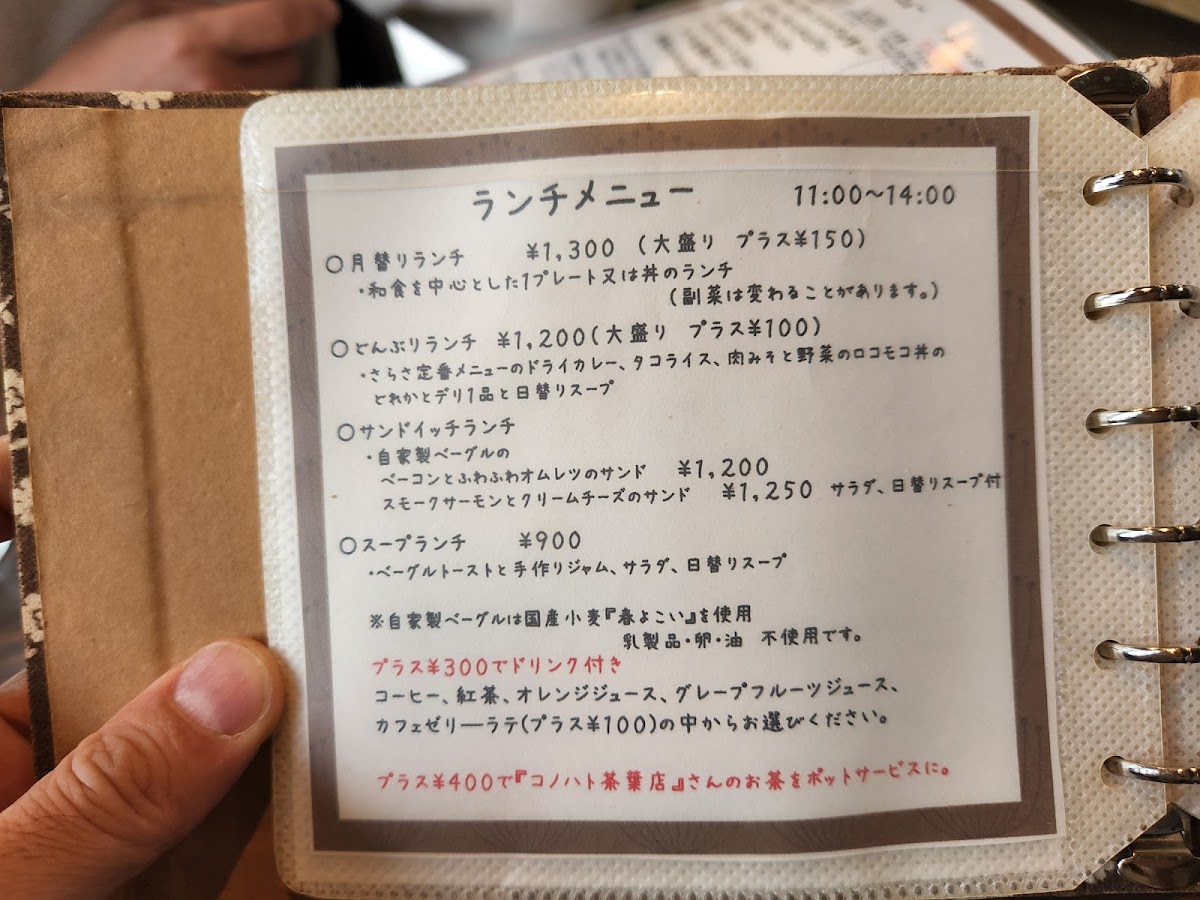 ランチメニュー 11:00～14:00
○月替りランチ ¥1,300 (大盛り プラス¥150)
・和食を中心とした1プレート又は丼のランチ
(副菜は変わることがあります。)
○どんぶりランチ ¥1,200(大盛り プラス¥100)
・さらさ定番メニューのドライカレー、タコライス、肉みそと野菜のロコモコ丼の
どれかとデリ1品と日替りスープ
○サンドイッチランチ
・自家製ベーグルの
ベーコンとふわふわオムレツのサンド ¥1,200
スモークサーモンとクリームチーズのサンド ¥1,250 サラダ、日替りスープ付
○スープランチ ¥900
・ベーグルトーストと手作りジャム、サラダ、日替りスープ
※自家製ベーグルは国産小麦『春よこい』を使用
乳製品・卵・油 不使用です。
プラス¥300でドリンク付き
コーヒー、紅茶、オレンジジュース、グレープフルーツジュース、
カフェゼリーーラテ(プラス¥100)の中からお選びください。
プラス¥400で『コノハト茶葉店』さんのお茶をポットサービスに。